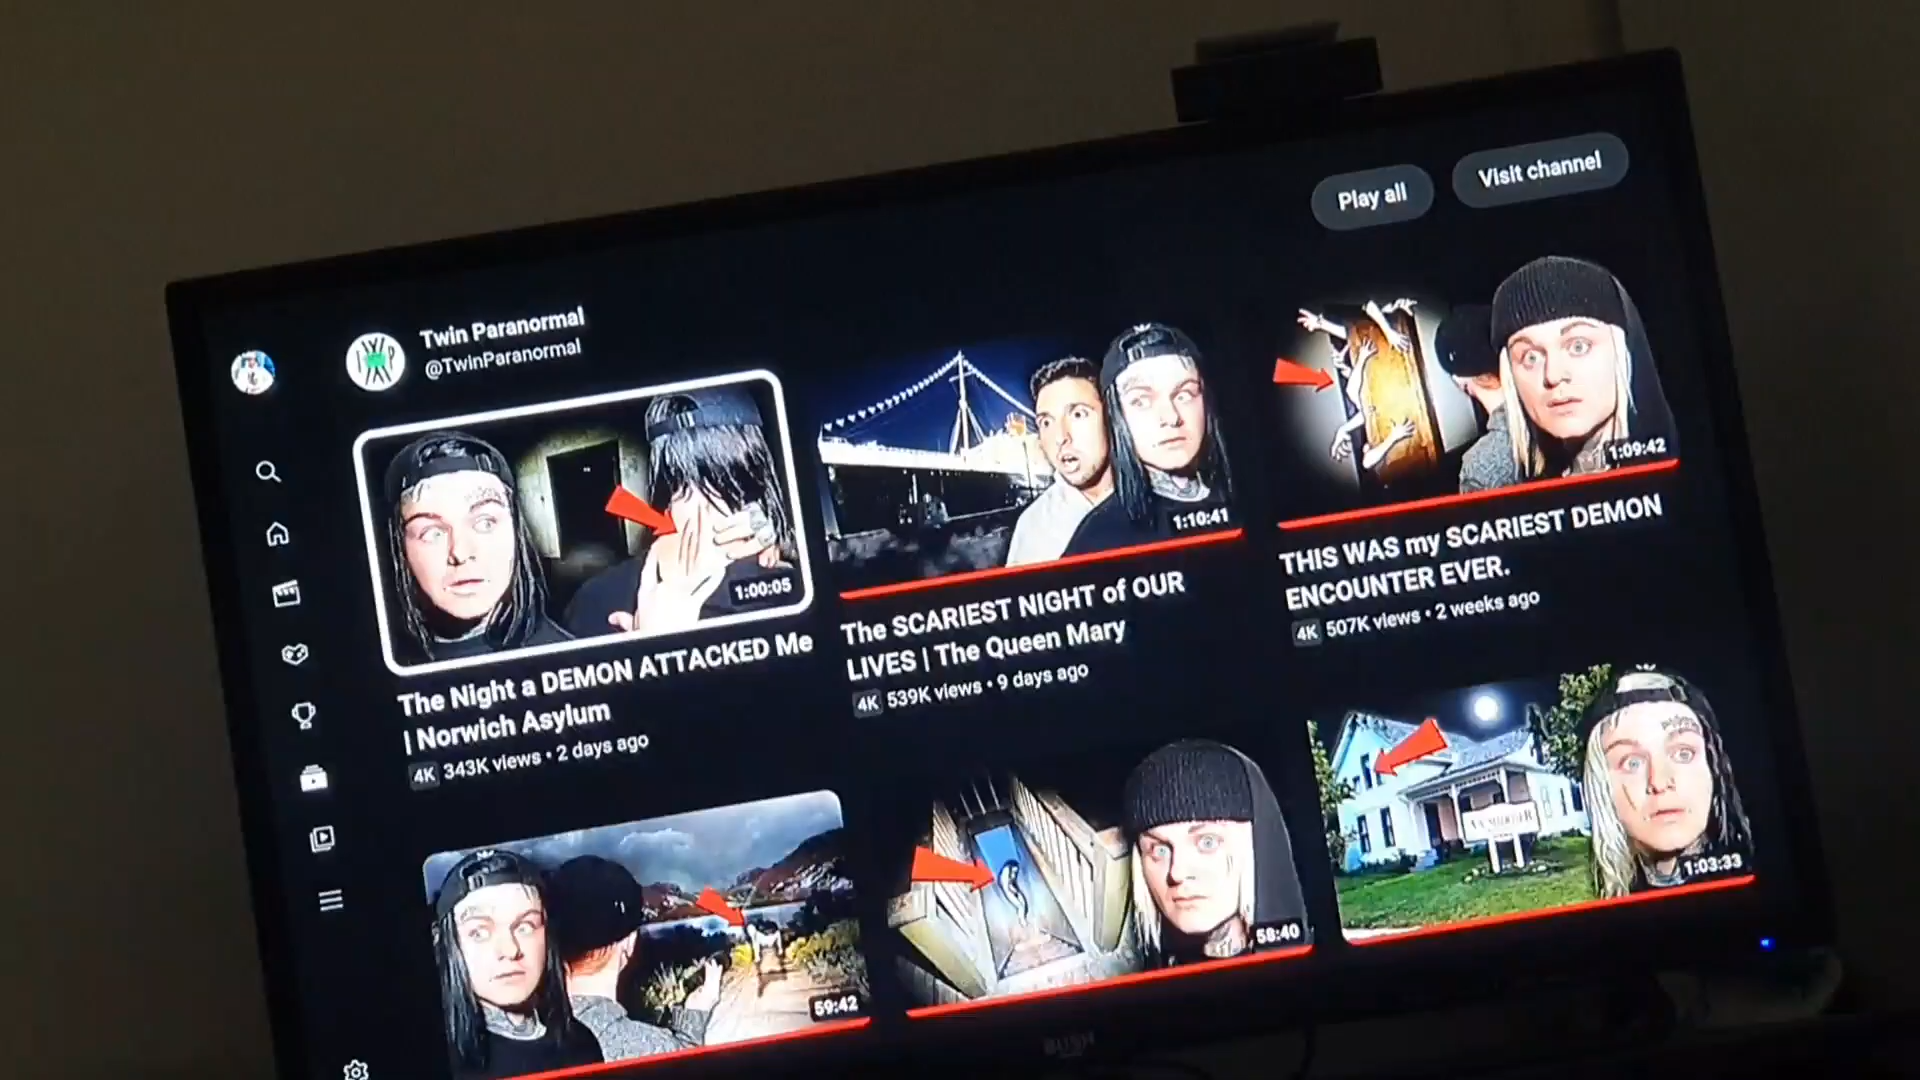 Play all
Visit channel
Twin Paranormal
@TwinParanormal
1:00:05
1:10:41
1:09:42
The Night a DEMON ATTACKED Me
| Norwich Asylum
4K 343K views • 2 days ago
The SCARIEST NIGHT of OUR
LIVES | The Queen Mary
4K 539K views • 9 days ago
THIS WAS my SCARIEST DEMON
ENCOUNTER EVER.
4K 507K views • 2 weeks ago
59:42
58:40
1:03:33
BUSH